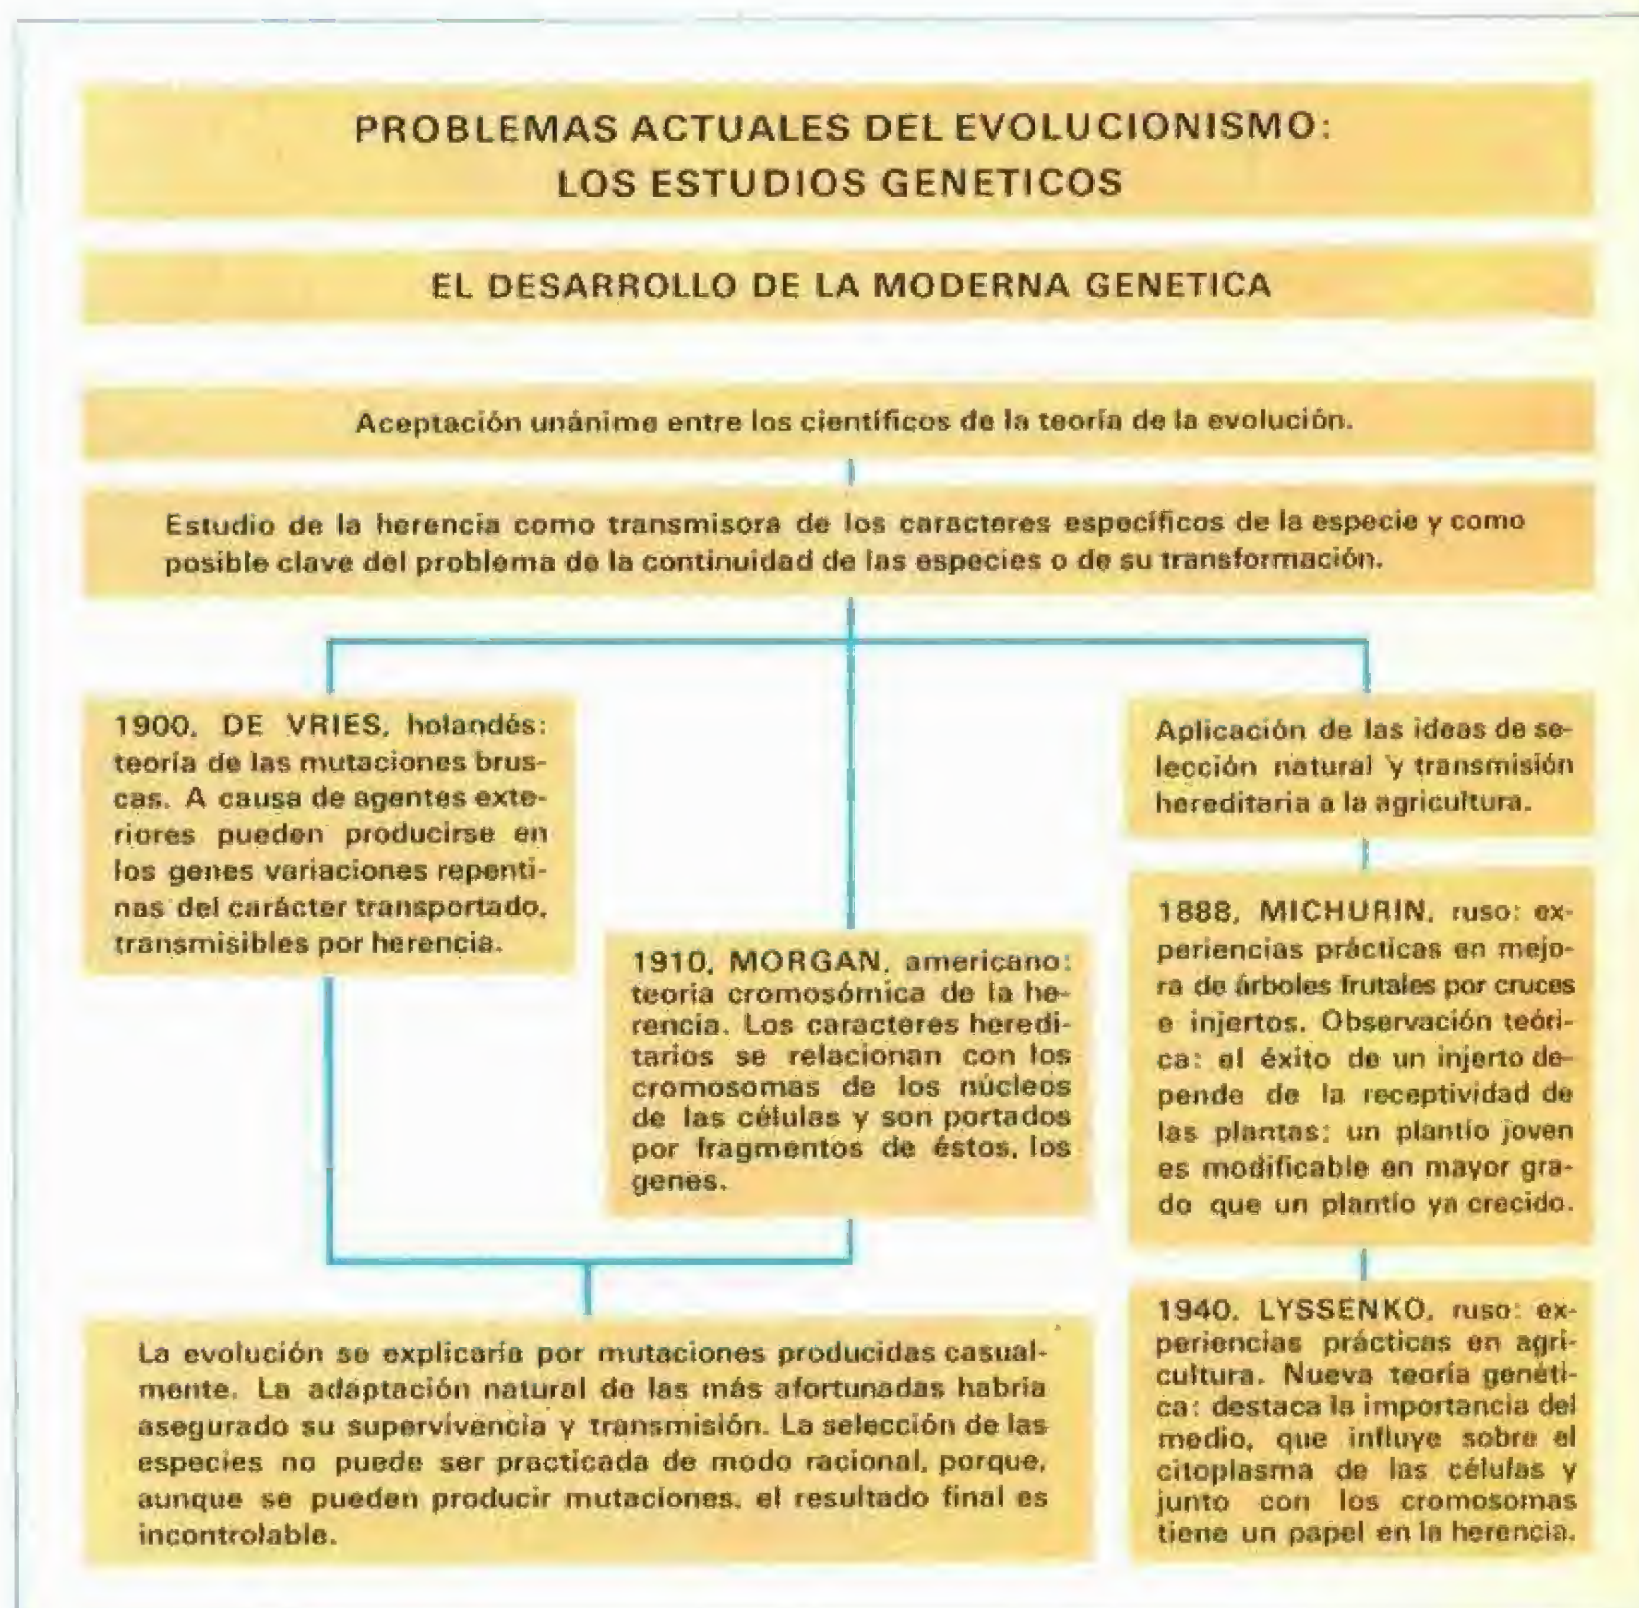 PROBLEMAS ACTUALES DEL EVOLUCIONISMO:
LOS ESTUDIOS GENETICOS
EL DESARROLLO DE LA MODERNA GENETICA
Aceptación unánime entre los científicos de la teoría de la evolución.
Estudio de la herencia como transmisora de los caracteres específicos de la especie y como
posible clave del problema de la continuidad de las especies o de su transformación.
1900, DE VRIES, holandés:
teoría de las mutaciones brus-
cas. A causa de agentes exte-
riores pueden producirse en
los genes variaciones repenti-
nas del carácter transportado,
transmisibles por herencia.
1910, MORGAN, americano:
teoría cromosómica de la he-
rencia. Los caracteres heredi-
tarios se relacionan con los
cromosomas de los núcleos
de las células y son portados
por fragmentos de éstos, los
genes.
La evolución se explicaría por mutaciones producidas casual-
mente. La adaptación natural de las más afortunadas habría
asegurado su supervivencia y transmisión. La selección de las
especies no puede ser practicada de modo racional, porque,
aunque se pueden producir mutaciones, el resultado final es
incontrolable.
Aplicación de las ideas de se-
lección natural y transmisión
hereditaria a la agricultura.
1888, MICHURIN, ruso: ex-
periencias prácticas en mejo-
ra de árboles frutales por cruces
e injertos. Observación teóri-
ca: el éxito de un injerto de-
pende de la receptividad de
las plantas; un plantío joven
es modificable en mayor gra-
do que un plantío ya crecido.
1940, LYSSENKO, ruso: ex-
periencias prácticas en agri-
cultura. Nueva teoría genéti-
ca: destaca la importancia del
medio, que influye sobre el
citoplasma de las células y
junto con los cromosomas
tiene un papel en la herencia.